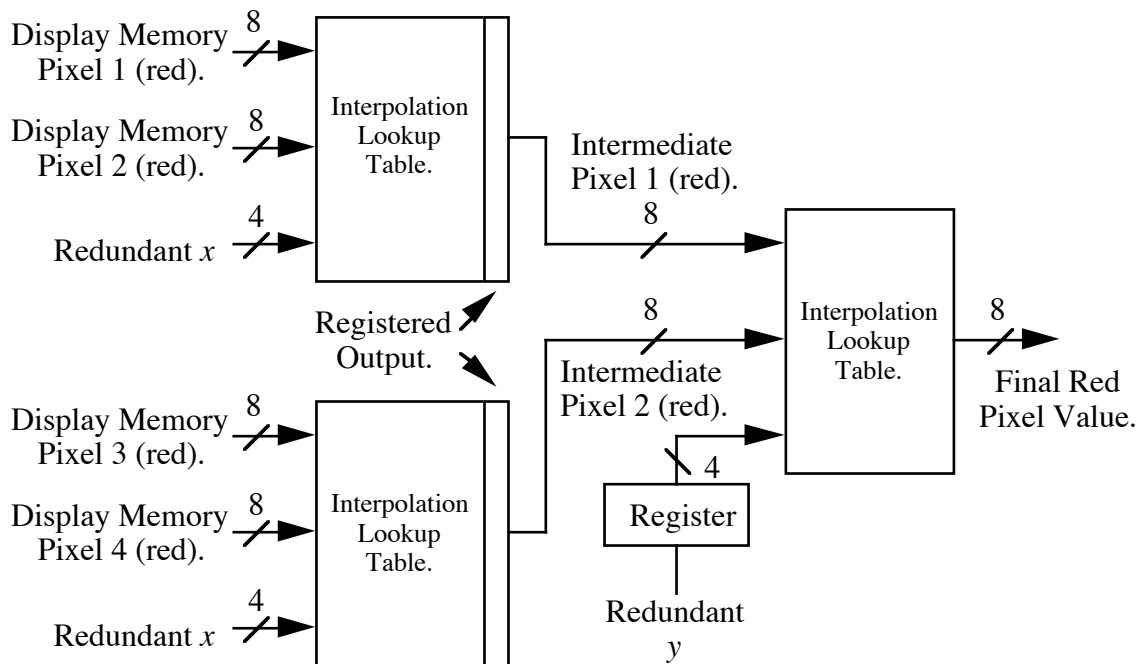 8
Display Memory
Pixel 1 (red).
8
Display Memory
Pixel 2 (red).
4
Redundant x
Interpolation
Lookup
Table.
Intermediate
Pixel 1 (red).
8
Registered
Output.
8
Intermediate
Pixel 2 (red).
Interpolation
Lookup
Table.
8
Final Red
Pixel Value.
8
Display Memory
Pixel 3 (red).
8
Display Memory
Pixel 4 (red).
4
Redundant x
Interpolation
Lookup
Table.
4
Register
Redundant
y